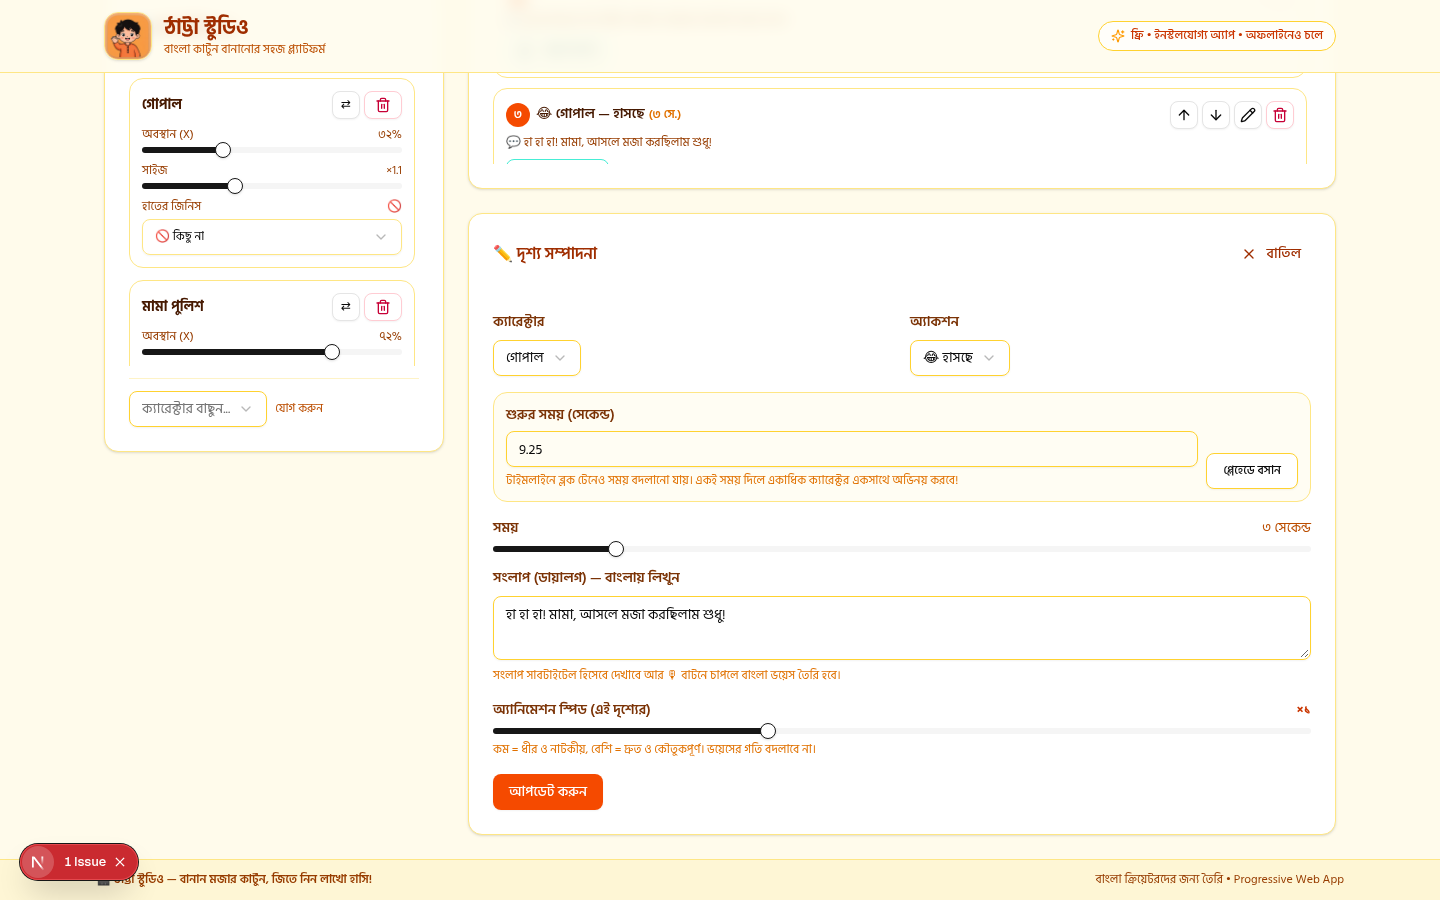 ঠাট্টা স্টুডিও
বাংলা কার্টুন বানানোর সহজ প্ল্যাটফর্ম
ফ্রি • ইনস্টলযোগ্য অ্যাপ • অফলাইনেও চলে
গোপাল
অবস্থান (X) ৩২%
সাইজ ×1.1
হাতের জিনিস 🚫
🚫 কিছু না
মামা পুলিশ
অবস্থান (X) ৭২%
ক্যারেক্টার বাছুন... যোগ করুন
৩ 😂 গোপাল — হাসছে (৩ সে.)
💬 হা হা হা! মামা, আসলে মজা করছিলাম শুধু!
✏️ দৃশ্য সম্পাদনা
বাতিল
ক্যারেক্টার
অ্যাকশন
গোপাল
😂 হাসছে
শুরুর সময় (সেকেন্ড)
9.25
প্লেহেডে বসান
টাইমলাইনে ব্লক টেনেও সময় বদলানো যায়। একই সময় দিলে একাধিক ক্যারেক্টর একসাথে অভিনয় করবে!
সময় ৩ সেকেন্ড
সংলাপ (ডায়ালগ) — বাংলায় লিখুন
হা হা হা! মামা, আসলে মজা করছিলাম শুধু!
সংলাপ সাবটাইটেল হিসেবে দেখাবে আর 🎙 বাটনে চাপলে বাংলা ভয়েস তৈরি হবে।
অ্যানিমেশন স্পিড (এই দৃশ্যের) ×১
কম = ধীর ও নাটকীয়, বেশি = দ্রুত ও কৌতুকপূর্ণ। ভয়েসের গতি বদলাবে না।
আপডেট করুন
N 1 Issue
স্টুডিও — বানান মজার কার্টুন, জিতে নিন লাখো হাসি!
বাংলা ক্রিয়েটরদের জন্য তৈরি • Progressive Web App